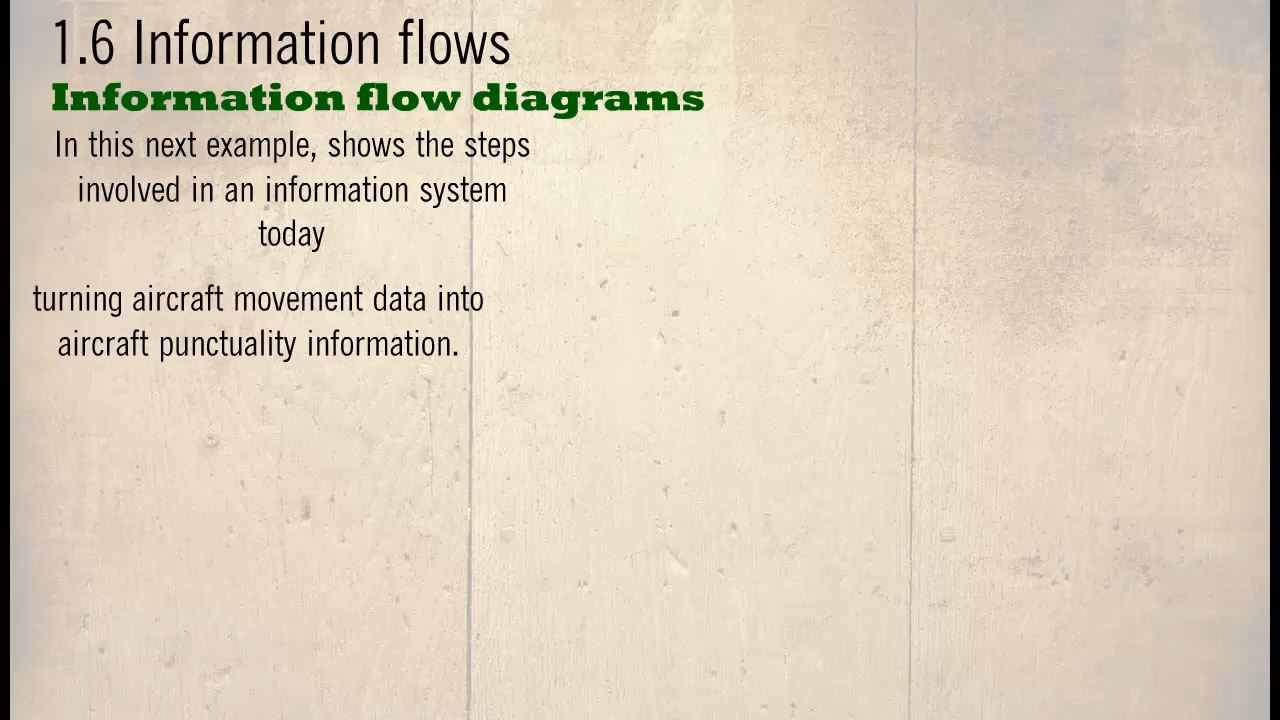 1.6 Information flows
Information flow diagrams
In this next example, shows the steps
involved in an information system
today
turning aircraft movement data into
aircraft punctuality information.